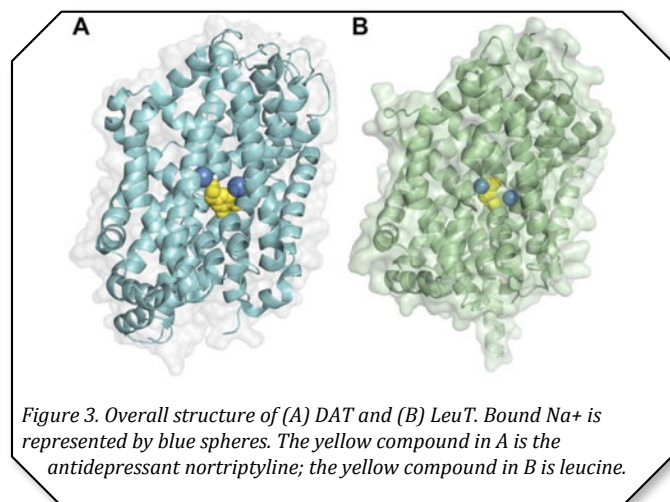 A
B
Figure 3. Overall structure of (A) DAT and (B) LeuT. Bound Na+ is
represented by blue spheres. The yellow compound in A is the
antidepressant nortriptyline; the yellow compound in B is leucine.